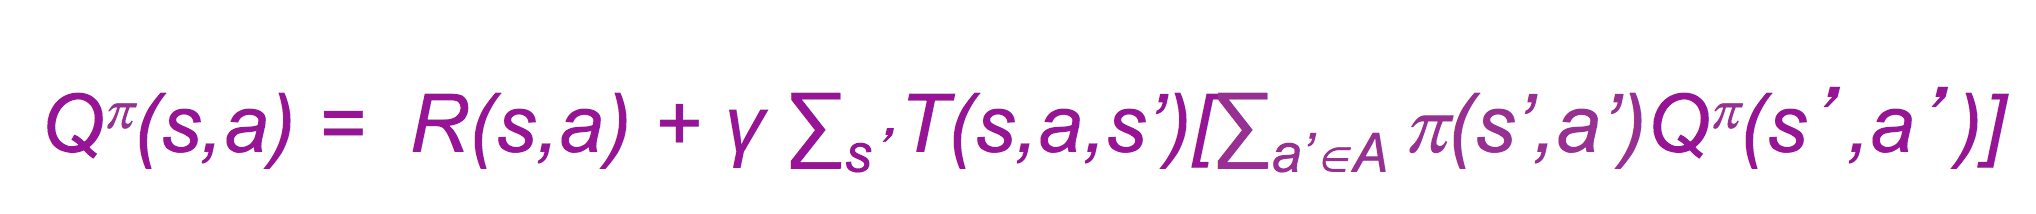 Qπ(s,a) = R(s,a) + γ ∑s’T(s,a,s’)[∑a’∈A π(s’,a’)Qπ(s’,a’)]